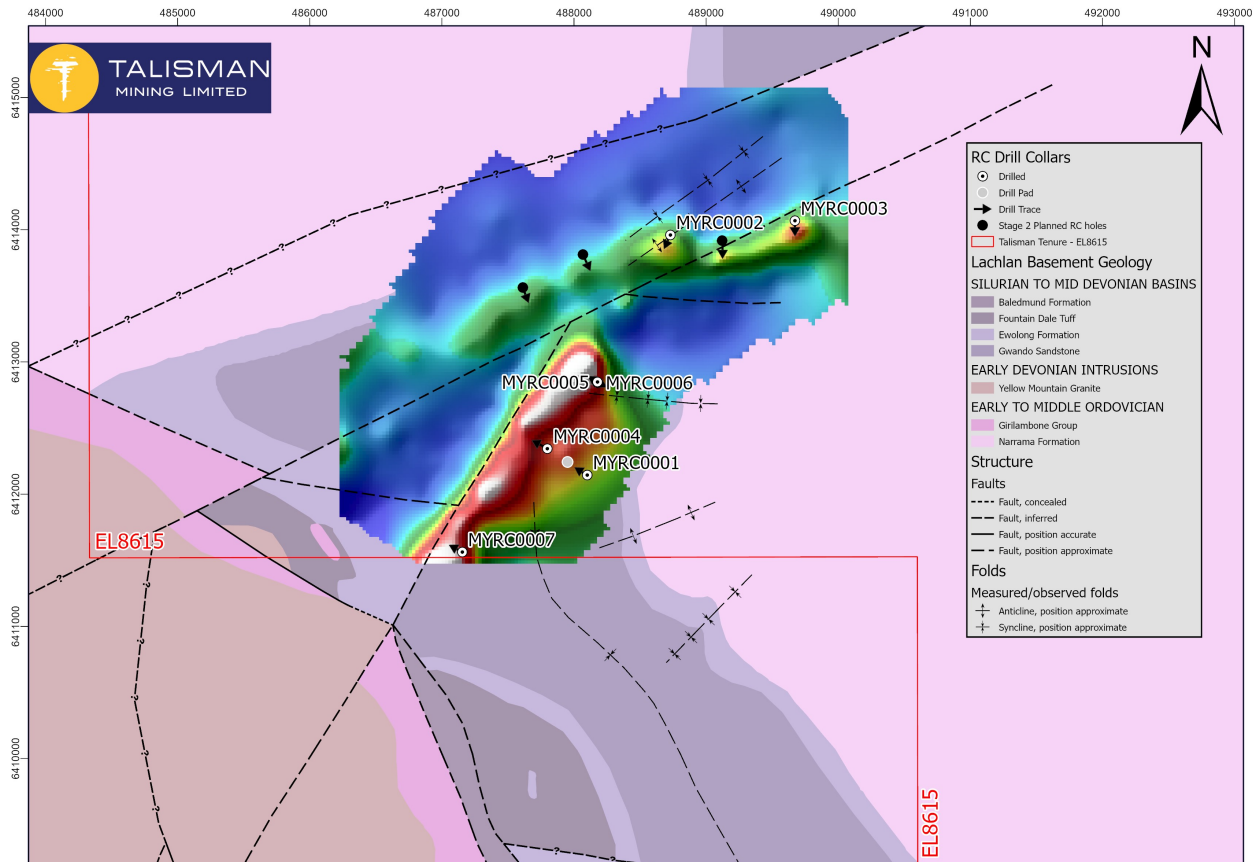 484000 485000 486000 487000 488000 489000 490000 491000 492000 493000
TALISMAN
MINING LIMITED
N
6415000
6414000
6413000
6412000
6411000
6410000
RC Drill Collars
Drilled
Drill Pad
Drill Trace
Stage 2 Planned RC holes
Talisman Tenure - EL8615
Lachlan Basement Geology
SILURIAN TO MID DEVONIAN BASINS
Baledmund Formation
Fountain Dale Tuff
Ewolong Formation
Gwando Sandstone
EARLY DEVONIAN INTRUSIONS
Yellow Mountain Granite
EARLY TO MIDDLE ORDOVICIAN
Girilambone Group
Narrama Formation
Structure
Faults
Fault, concealed
Fault, inferred
Fault, position accurate
Fault, position approximate
Folds
Measured/observed folds
Anticline, position approximate
Syncline, position approximate
MYRC0003
MYRC0002
MYRC0005 MYRC0006
MYRC0004
MYRC0001
MYRC0007
EL8615
EL8615
? ? ? ? ? ? ?
?
? ? ? ?
? ?